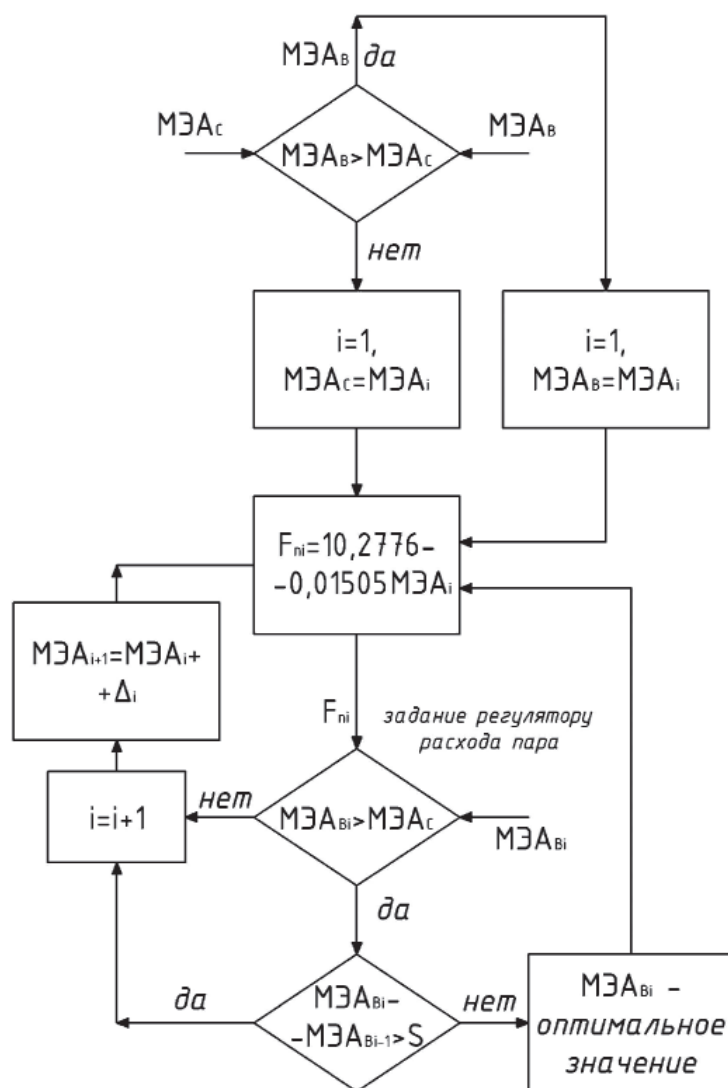 МЭАВ
да
МЭАС
МЭАВ>МЭАС
МЭАВ
нет
i=1,
МЭАС=МЭАi
i=1,
МЭАВ=МЭАi
Fпi=10,2776-
-0,01505МЭАi
МЭАi+1=МЭАi+
+Δi
Fпi
задание регулятору
расхода пара
i=i+1
нет
МЭАВi>МЭАС
МЭАВi
да
да
МЭАВi-
-МЭАВi-1>S
нет
МЭАВi -
оптимальное
значение